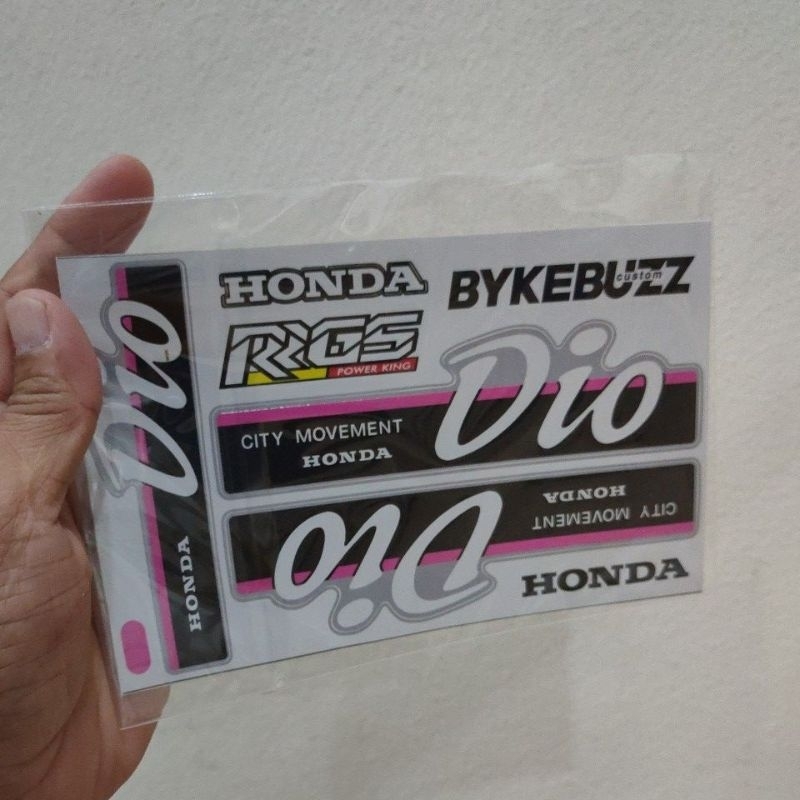 Dio
HONDA
HONDA
BYKEBUZZ
custom
RRGS
POWER KING
Dio
CITY MOVEMENT
HONDA
Dio
CITY MOVEMENT
HONDA
HONDA